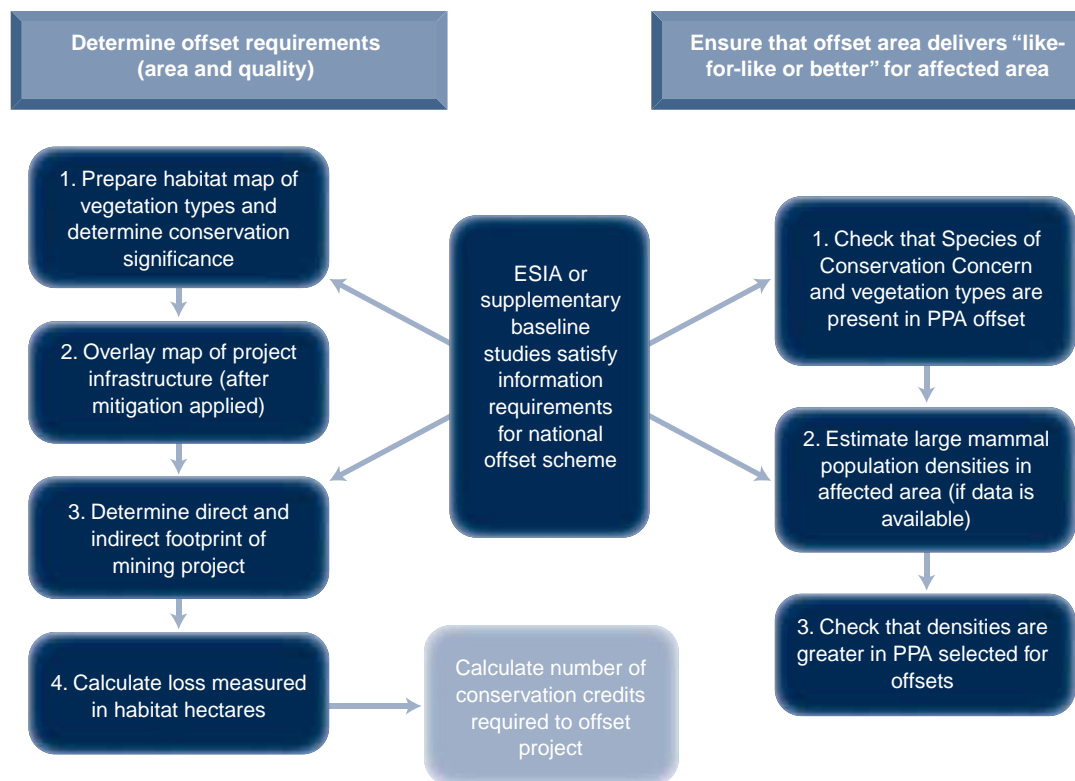 Determine offset requirements
(area and quality)
Ensure that offset area delivers “like-
for-like or better” for affected area
1. Prepare habitat map of
vegetation types and
determine conservation
significance
2. Overlay map of project
infrastructure (after
mitigation applied)
3. Determine direct and
indirect footprint of
mining project
4. Calculate loss measured
in habitat hectares
ESIA or
supplementary
baseline
studies satisfy
information
requirements
for national
offset scheme
Calculate number of
conservation credits
required to offset
project
1. Check that Species of
Conservation Concern
and vegetation types are
present in PPA offset
2. Estimate large mammal
population densities in
affected area (if data is
available)
3. Check that densities are
greater in PPA selected for
offsets